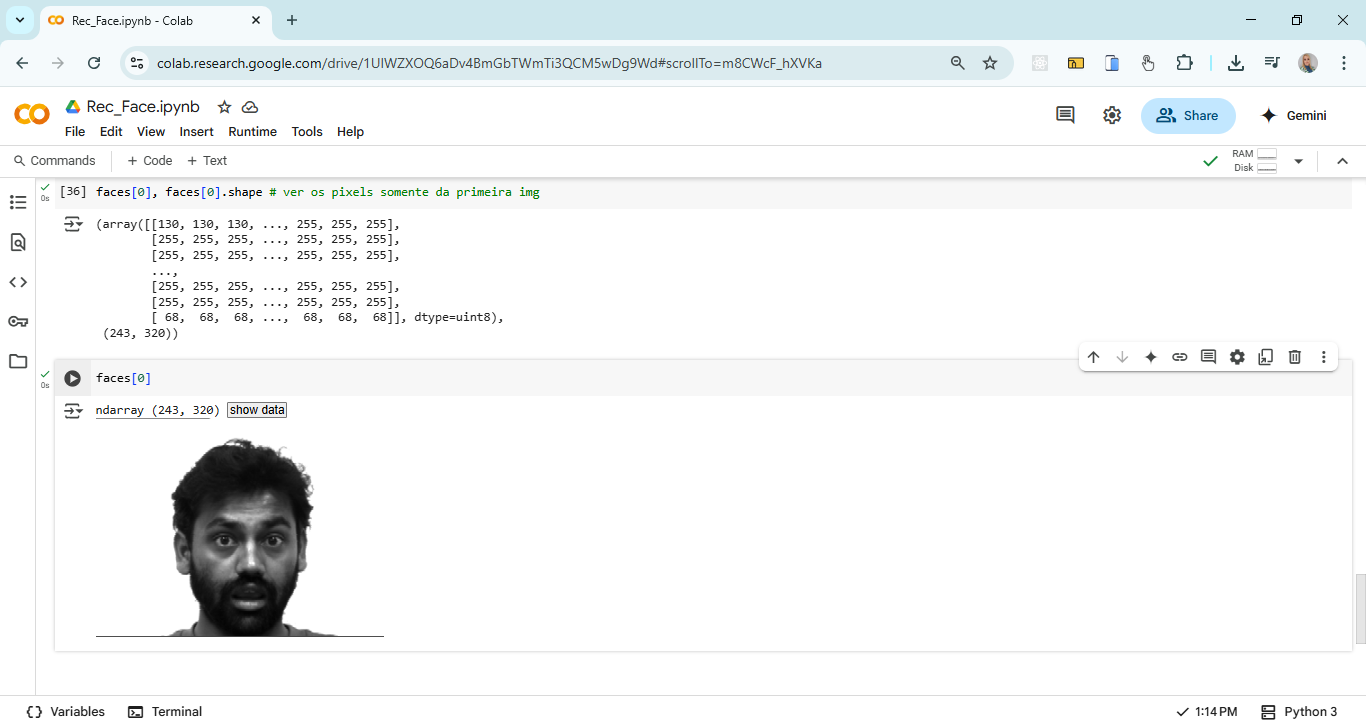 Rec_Face.ipynb - Colab
colab.research.google.com/drive/1UIWZXOQ6aDv4BmGbTWmTi3QCM5wDg9Wd#scrollTo=m8CWcF_hXVKa
Rec_Face.ipynb
File Edit View Insert Runtime Tools Help
Share
Gemini
Commands + Code + Text
RAM
Disk
[36] faces[0], faces[0].shape # ver os pixels somente da primeira img
0s
(array([[130, 130, 130, ..., 255, 255, 255],
[255, 255, 255, ..., 255, 255, 255],
[255, 255, 255, ..., 255, 255, 255],
...,
[255, 255, 255, ..., 255, 255, 255],
[255, 255, 255, ..., 255, 255, 255],
[ 68, 68, 68, ..., 68, 68, 68]], dtype=uint8),
(243, 320))
faces[0]
0s
ndarray (243, 320) show data
Variables Terminal 1:14 PM Python 3